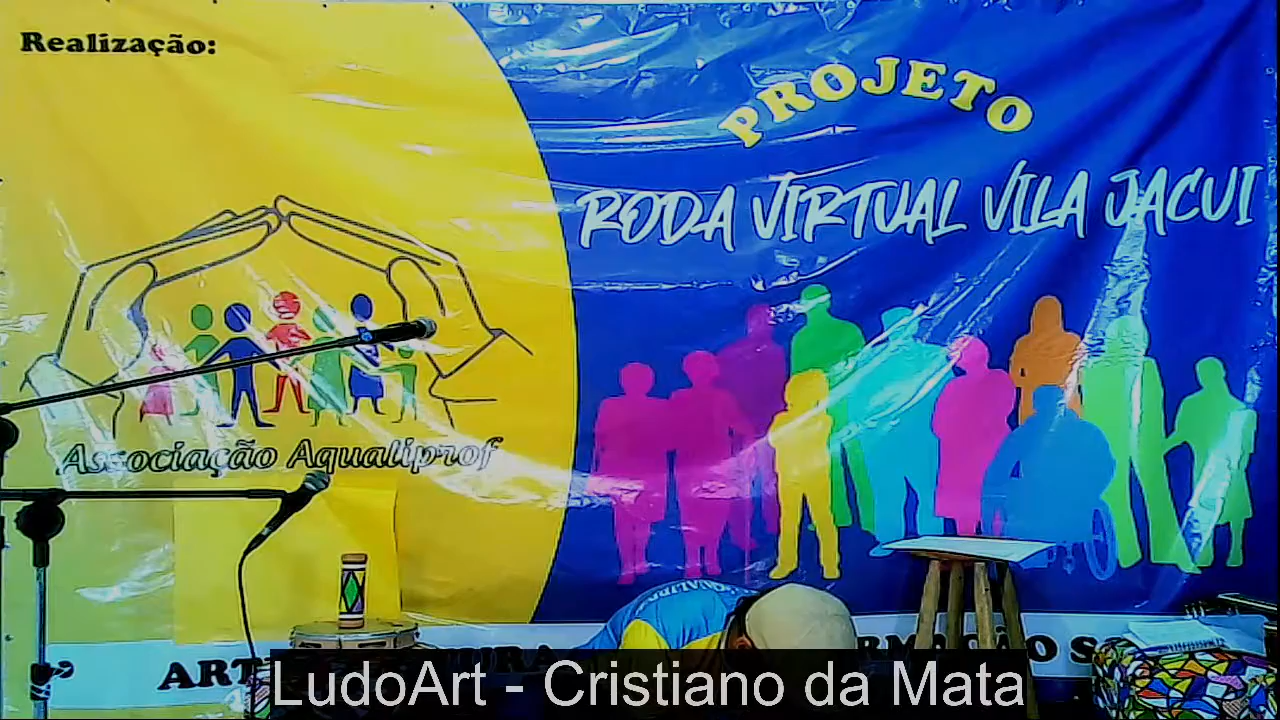 Realização:
PROJETO
RODA VIRTUAL VILA JACUI
Associação Aqualiprof
LudoArt - Cristiano da Mata